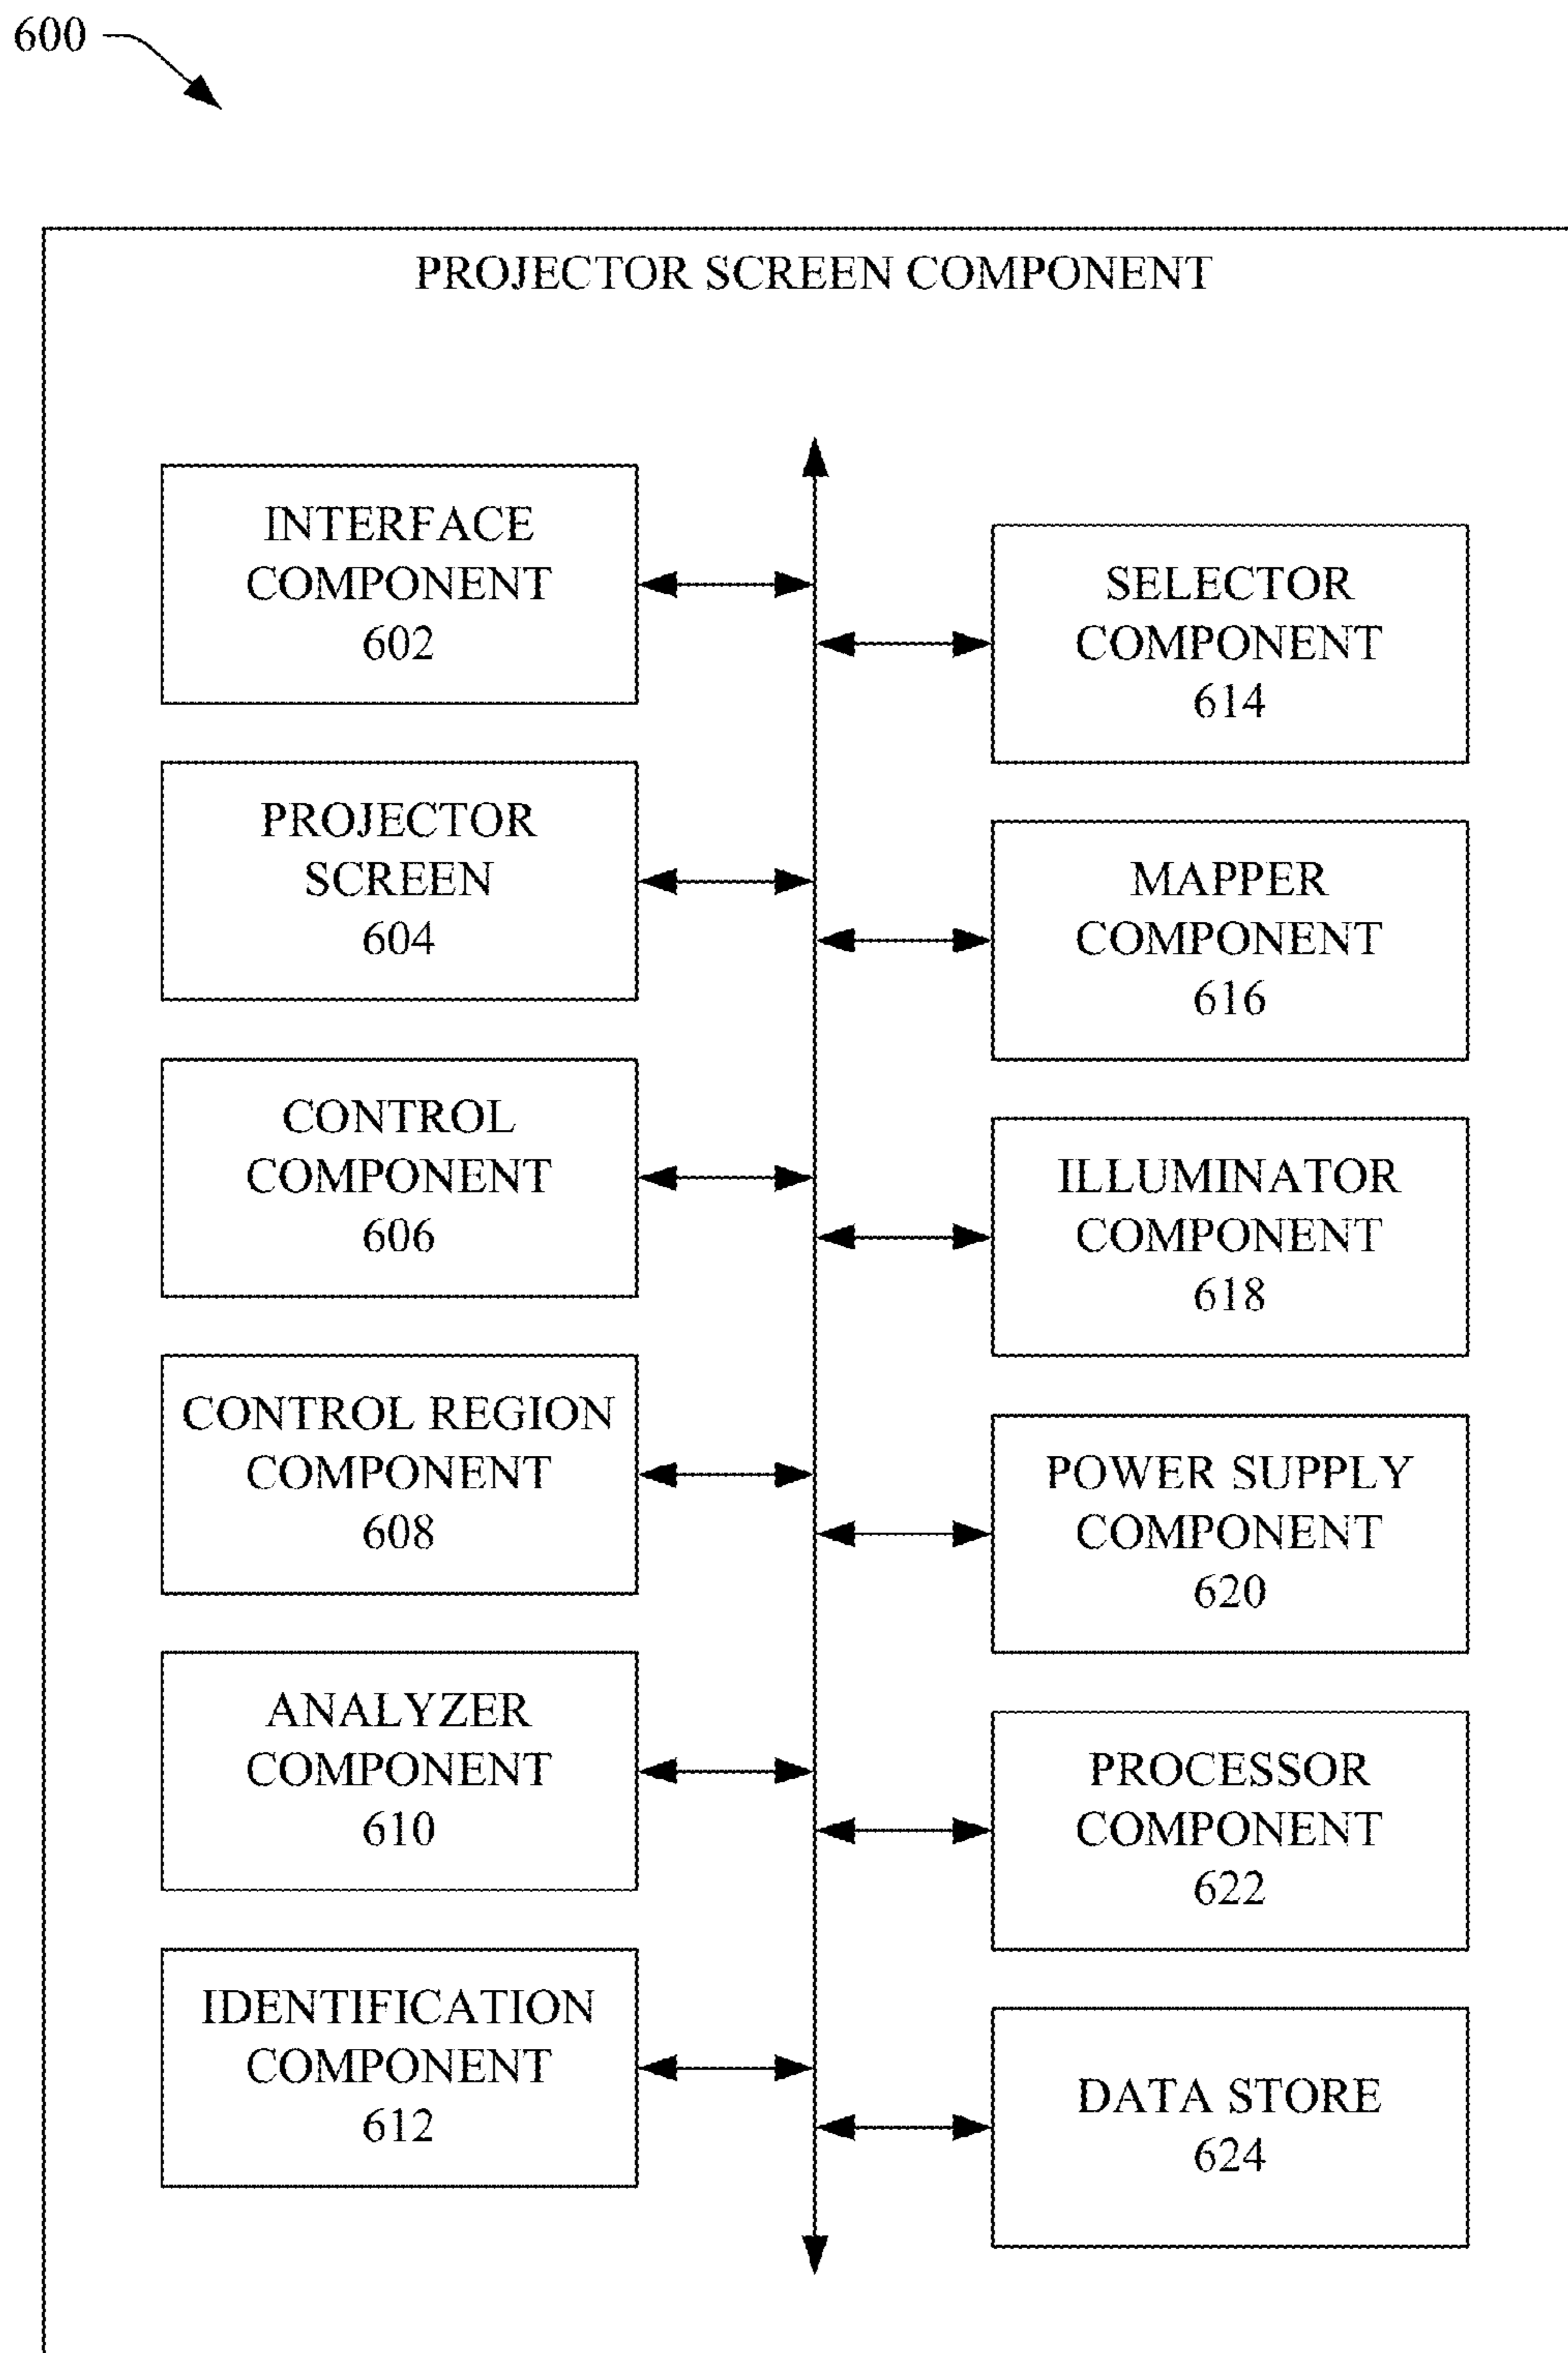 600
PROJECTOR SCREEN COMPONENT
INTERFACE
COMPONENT
602
PROJECTOR
SCREEN
604
CONTROL
COMPONENT
606
CONTROL REGION
COMPONENT
608
ANALYZER
COMPONENT
610
IDENTIFICATION
COMPONENT
612
SELECTOR
COMPONENT
614
MAPPER
COMPONENT
616
ILLUMINATOR
COMPONENT
618
POWER SUPPLY
COMPONENT
620
PROCESSOR
COMPONENT
622
DATA STORE
624